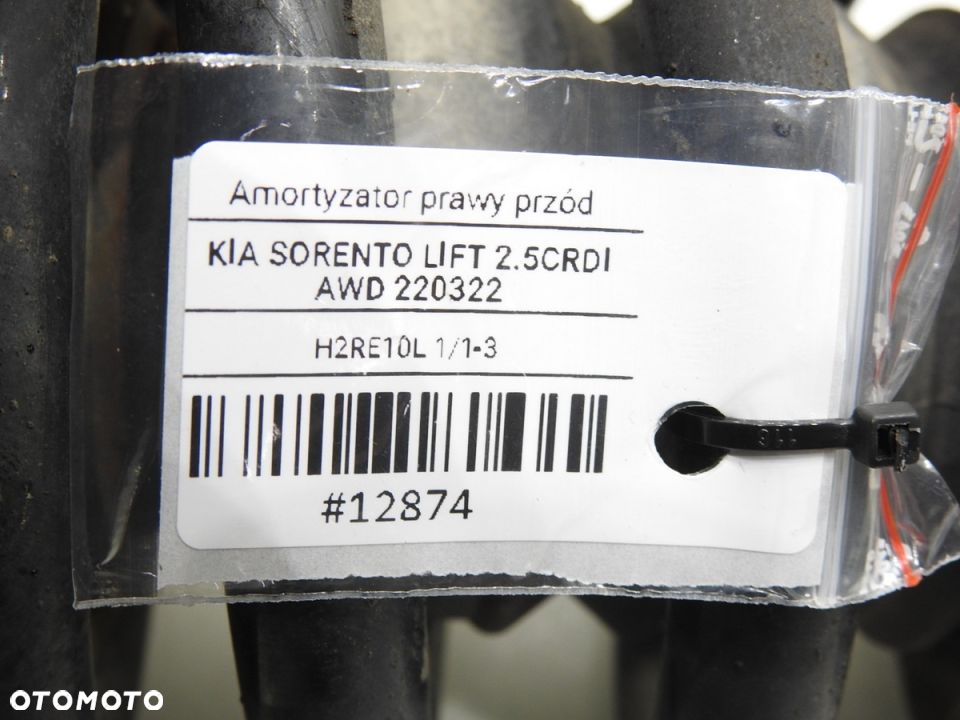 Amortyzator prawy przód
KIA SORENTO LIFT 2.5CRDI
AWD 220322
H2RE10L 1/1-3
#12874
OTOMOTO